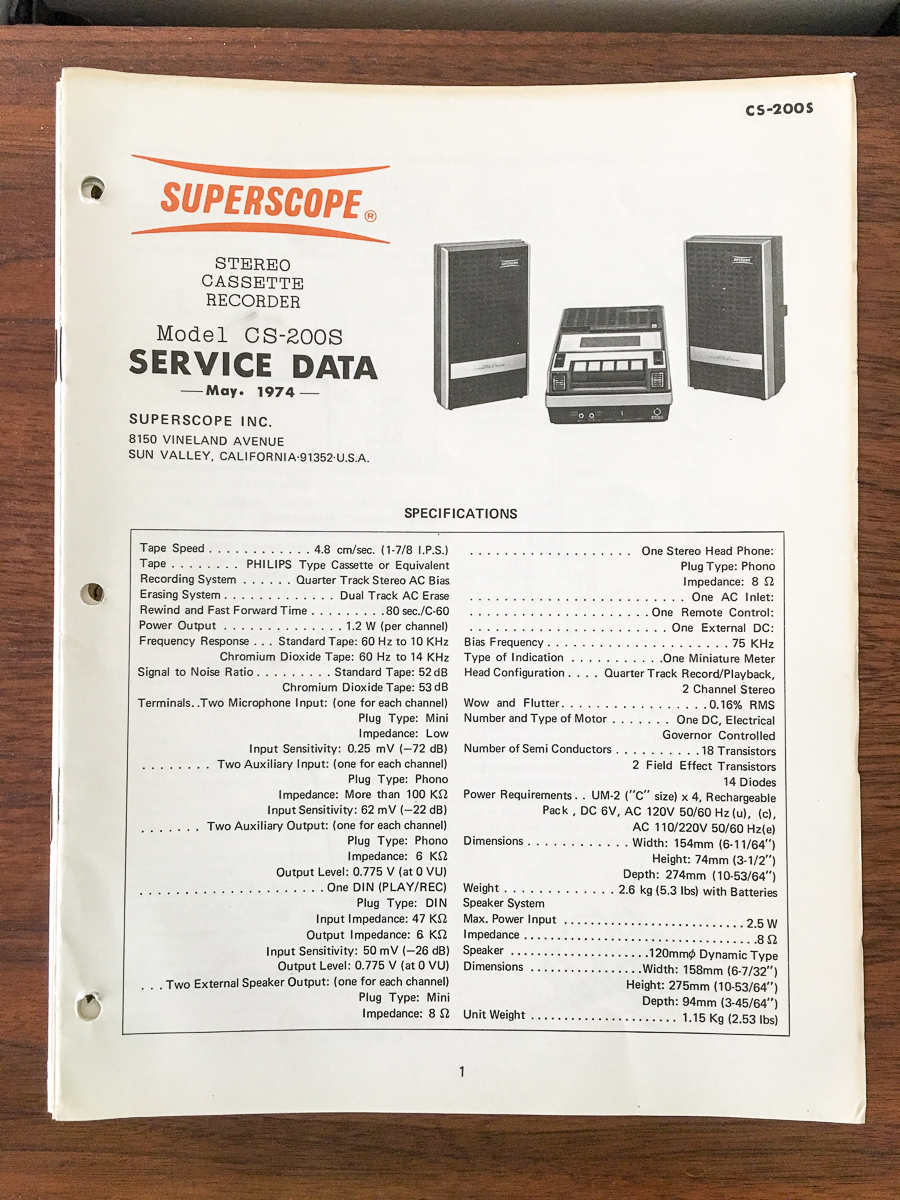 CS-200S
SUPERSCOPE®
STEREO
CASSETTE
RECORDER
Model CS-200S
SERVICE DATA
—May. 1974—
SUPERSCOPE INC.
8150 VINELAND AVENUE
SUN VALLEY, CALIFORNIA·91352·U.S.A.
SUPERSCOPE
SUPERSCOPE
SPECIFICATIONS
Tape Speed . . . . . . . . . . . . 4.8 cm/sec. (1-7/8 I.P.S.)
Tape . . . . . . . . PHILIPS Type Cassette or Equivalent
Recording System . . . . . . Quarter Track Stereo AC Bias
Erasing System . . . . . . . . . . . . . Dual Track AC Erase
Rewind and Fast Forward Time . . . . . . . . . 80 sec./C-60
Power Output . . . . . . . . . . . . . . 1.2 W (per channel)
Frequency Response . . . Standard Tape: 60 Hz to 10 KHz
Chromium Dioxide Tape: 60 Hz to 14 KHz
Signal to Noise Ratio . . . . . . . . . Standard Tape: 52 dB
Chromium Dioxide Tape: 53 dB
Terminals. .Two Microphone Input: (one for each channel)
Plug Type: Mini
Impedance: Low
Input Sensitivity: 0.25 mV (−72 dB)
. . . . . . . . Two Auxiliary Input: (one for each channel)
Plug Type: Phono
Impedance: More than 100 KΩ
Input Sensitivity: 62 mV (−22 dB)
. . . . . . . Two Auxiliary Output: (one for each channel)
Plug Type: Phono
Impedance: 6 KΩ
Output Level: 0.775 V (at 0 VU)
. . . . . . . . . . . . . . . . . . . . . . One DIN (PLAY/REC)
Plug Type: DIN
Input Impedance: 47 KΩ
Output Impedance: 6 KΩ
Input Sensitivity: 50 mV (−26 dB)
Output Level: 0.775 V (at 0 VU)
. . . Two External Speaker Output: (one for each channel)
Plug Type: Mini
Impedance: 8 Ω
. . . . . . . . . . . . . . . . . . . One Stereo Head Phone:
Plug Type: Phono
Impedance: 8 Ω
. . . . . . . . . . . . . . . . . . . . . . . . . One AC Inlet:
. . . . . . . . . . . . . . . . . . . . . One Remote Control:
. . . . . . . . . . . . . . . . . . . . . . . One External DC:
Bias Frequency . . . . . . . . . . . . . . . . . . . . . 75 KHz
Type of Indication . . . . . . . . . . .One Miniature Meter
Head Configuration . . . . Quarter Track Record/Playback,
2 Channel Stereo
Wow and Flutter. . . . . . . . . . . . . . . . . .0.16% RMS
Number and Type of Motor . . . . . . . One DC, Electrical
Governor Controlled
Number of Semi Conductors . . . . . . . . . . 18 Transistors
2 Field Effect Transistors
14 Diodes
Power Requirements . . UM-2 (“C” size) x 4, Rechargeable
Pack , DC 6V, AC 120V 50/60 Hz (u), (c),
AC 110/220V 50/60 Hz(e)
Dimensions . . . . . . . . . . . . Width: 154mm (6-11/64”)
Height: 74mm (3-1/2”)
Depth: 274mm (10-53/64”)
Weight . . . . . . . . . . . . . 2.6 kg (5.3 lbs) with Batteries
Speaker System
Max. Power Input . . . . . . . . . . . . . . . . . . . . . . . 2.5 W
Impedance . . . . . . . . . . . . . . . . . . . . . . . . . . . . 8 Ω
Speaker . . . . . . . . . . . . . . . . . .120mmϕ Dynamic Type
Dimensions . . . . . . . . . . . . . .Width: 158mm (6-7/32”)
Height: 275mm (10-53/64”)
Depth: 94mm (3-45/64”)
Unit Weight . . . . . . . . . . . . . . . . . . . 1.15 Kg (2.53 lbs)
1